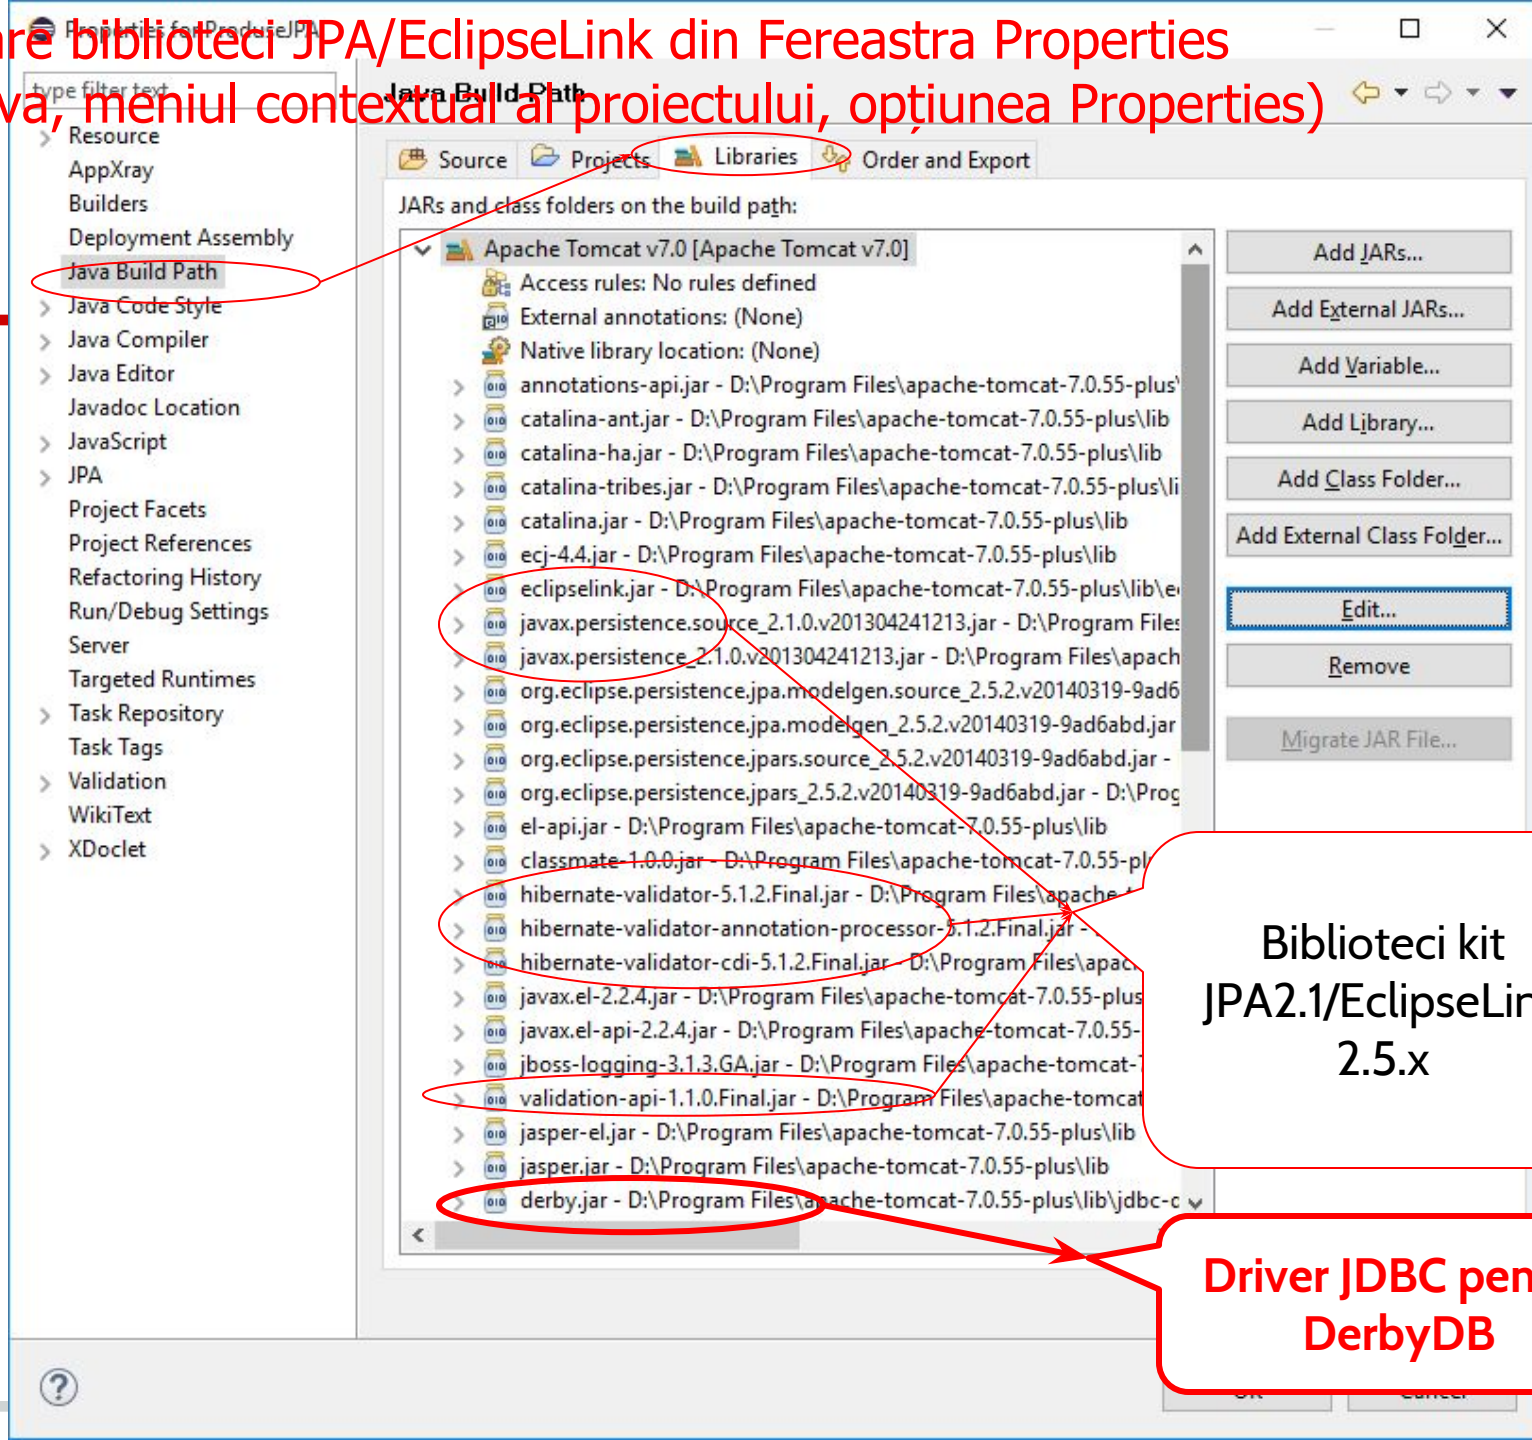 Properties for ProduseJPA
re biblioteci JPA/EclipseLink din Fereastra Properties
va, meniul contextual al proiectului, opțiunea Properties)
type filter text
Java Build Path
Resource
AppXray
Builders
Deployment Assembly
Java Build Path
Java Code Style
Java Compiler
Java Editor
Javadoc Location
JavaScript
JPA
Project Facets
Project References
Refactoring History
Run/Debug Settings
Server
Targeted Runtimes
Task Repository
Task Tags
Validation
WikiText
XDoclet
Source Projects Libraries Order and Export
JARs and class folders on the build path:
Apache Tomcat v7.0 [Apache Tomcat v7.0]
Access rules: No rules defined
External annotations: (None)
Native library location: (None)
annotations-api.jar - D:\Program Files\apache-tomcat-7.0.55-plus\
catalina-ant.jar - D:\Program Files\apache-tomcat-7.0.55-plus\lib
catalina-ha.jar - D:\Program Files\apache-tomcat-7.0.55-plus\lib
catalina-tribes.jar - D:\Program Files\apache-tomcat-7.0.55-plus\li
catalina.jar - D:\Program Files\apache-tomcat-7.0.55-plus\lib
ecj-4.4.jar - D:\Program Files\apache-tomcat-7.0.55-plus\lib
eclipselink.jar - D:\Program Files\apache-tomcat-7.0.55-plus\lib\e
javax.persistence.source_2.1.0.v201304241213.jar - D:\Program Files
javax.persistence_2.1.0.v201304241213.jar - D:\Program Files\apach
org.eclipse.persistence.jpa.modelgen.source_2.5.2.v20140319-9ad6
org.eclipse.persistence.jpa.modelgen_2.5.2.v20140319-9ad6abd.jar
org.eclipse.persistence.jpars.source_2.5.2.v20140319-9ad6abd.jar -
org.eclipse.persistence.jpars_2.5.2.v20140319-9ad6abd.jar - D:\Prog
el-api.jar - D:\Program Files\apache-tomcat-7.0.55-plus\lib
classmate-1.0.0.jar - D:\Program Files\apache-tomcat-7.0.55-pl
hibernate-validator-5.1.2.Final.jar - D:\Program Files\apache-t
hibernate-validator-annotation-processor-5.1.2.Final.jar -
hibernate-validator-cdi-5.1.2.Final.jar - D:\Program Files\apac
javax.el-2.2.4.jar - D:\Program Files\apache-tomcat-7.0.55-plus
javax.el-api-2.2.4.jar - D:\Program Files\apache-tomcat-7.0.55-
jboss-logging-3.1.3.GA.jar - D:\Program Files\apache-tomcat-
validation-api-1.1.0.Final.jar - D:\Program Files\apache-tomcat
jasper-el.jar - D:\Program Files\apache-tomcat-7.0.55-plus\lib
jasper.jar - D:\Program Files\apache-tomcat-7.0.55-plus\lib
derby.jar - D:\Program Files\apache-tomcat-7.0.55-plus\lib\jdbc-c
Add JARs...
Add External JARs...
Add Variable...
Add Library...
Add Class Folder...
Add External Class Folder...
Edit...
Remove
Migrate JAR File...
Biblioteci kit
JPA2.1/EclipseLin
2.5.x
Driver JDBC pen
DerbyDB
OK Cancel